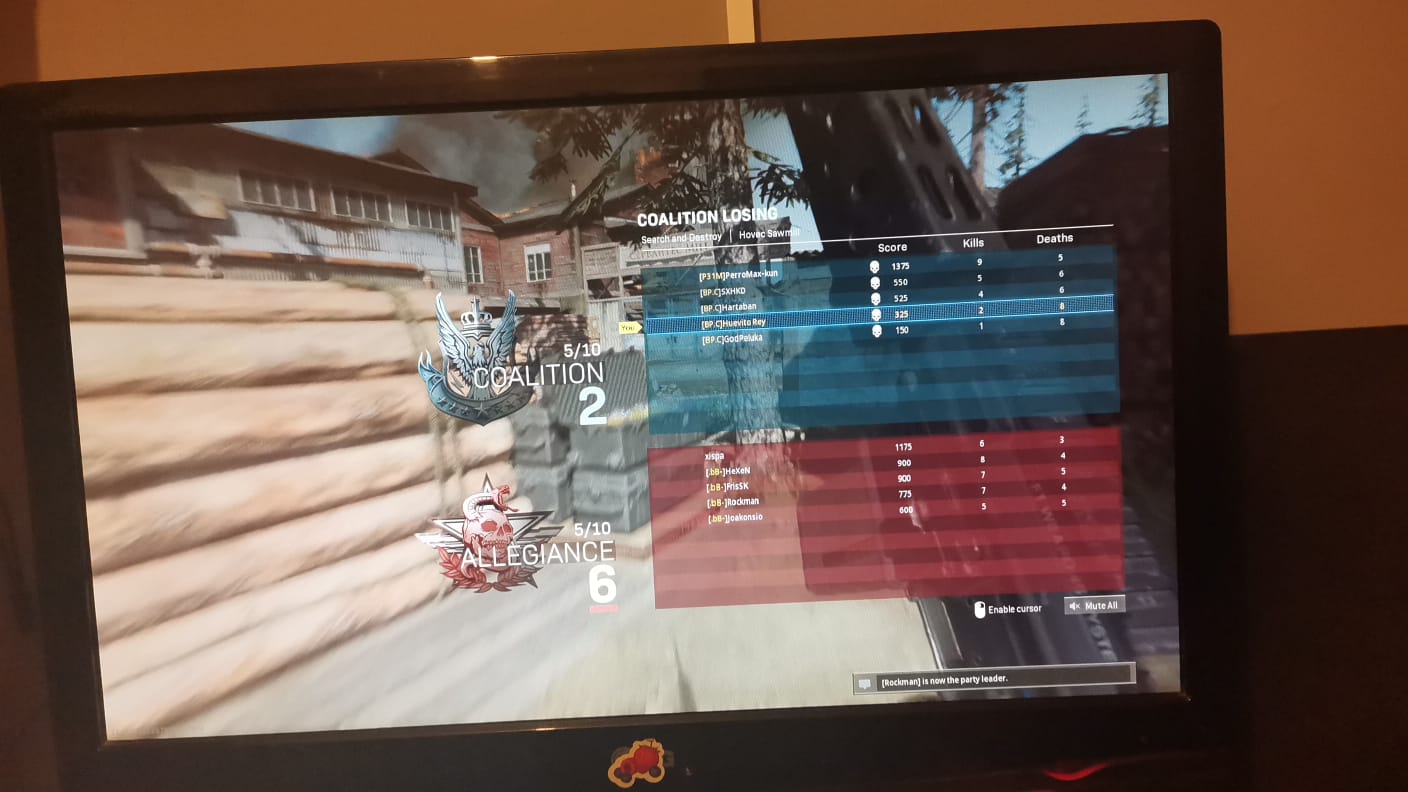 COALITION LOSING
Search and Destroy | Hovec Sawmill
Score Kills Deaths
[P31M]PerroMax-kun 1375 9 5
[BP.C]SXHKD 550 5 6
[BP.C]Hartaban 525 4 6
YOU [BP.C]Huevito Rey 325 2 8
[BP.C]GodPeluka 150 1 8
5/10
COALITION
2
xispa 1175 6 3
[.bB-]HeXeN 900 8 4
[.bB-]FrisSK 900 7 5
[.bB-]Rockman 775 7 4
[.bB-]Joakonsio 600 5 5
5/10
ALLEGIANCE
6
Enable cursor Mute All
[Rockman] is now the party leader.